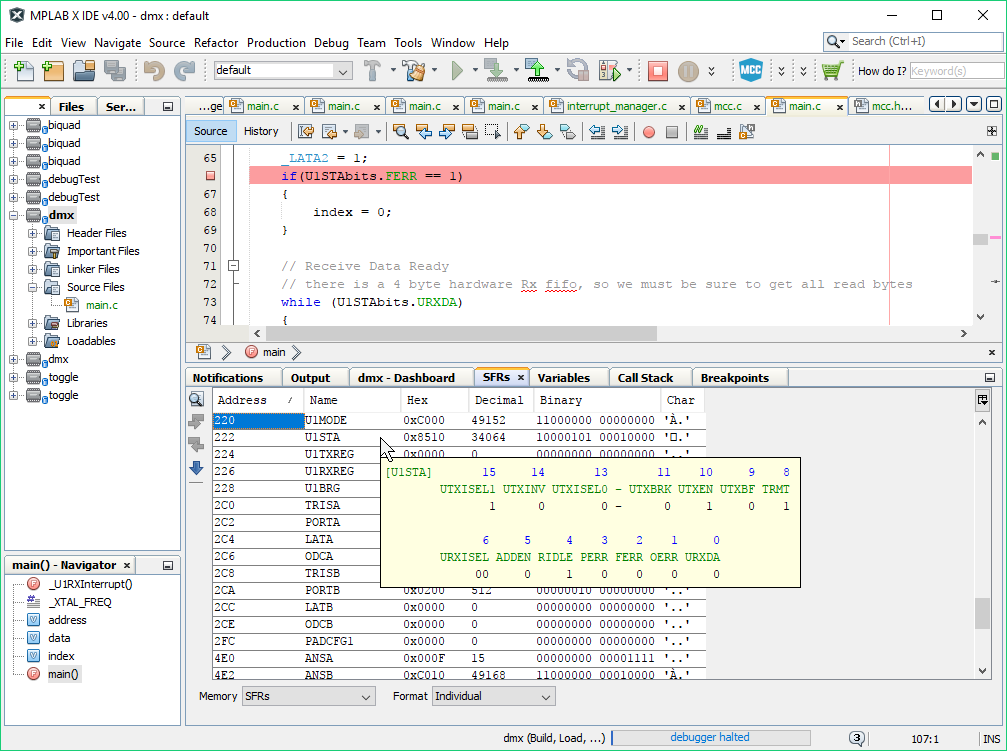 MPLAB X IDE v4.00 - dmx : default
File Edit View Navigate Source Refactor Production Debug Team Tools Window Help
Search (Ctrl+I)
default
MCC
How do I? Keyword(s)
Files Ser...
...ge main.c main.c main.c main.c interrupt_manager.c mcc.c main.c mcc.h...
biquad
biquad
biquad
debugTest
debugTest
dmx
Header Files
Important Files
Linker Files
Source Files
main.c
Libraries
Loadables
dmx
toggle
toggle
Source History
65 _LATA2 = 1;
if(U1STAbits.FERR == 1)
67 {
68 index = 0;
69 }
70
71 // Receive Data Ready
72 // there is a 4 byte hardware Rx fifo, so we must be sure to get all read bytes
73 while (U1STAbits.URXDA)
74 {
main
Notifications Output dmx - Dashboard SFRs Variables Call Stack Breakpoints
Address / Name Hex Decimal Binary Char
220 U1MODE 0xC000 49152 11000000 00000000 'À.'
222 U1STA 0x8510 34064 10000101 00010000 '□.'
224 U1TXREG 0x0000 0 00000000 00000000 '..'
226 U1RXREG
228 U1BRG
2C0 TRISA
2C2 PORTA
2C4 LATA
2C6 ODCA
2C8 TRISB
2CA PORTB 0x0200 512 00000010 00000000 '..'
2CC LATB 0x0000 0 00000000 00000000 '..'
2CE ODCB 0x0000 0 00000000 00000000 '..'
2FC PADCFG1 0x0000 0 00000000 00000000 '..'
4E0 ANSA 0x000F 15 00000000 00001111 '..'
4E2 ANSB 0xC010 49168 11000000 00010000 'À.'
[U1STA] 15 14 13 11 10 9 8
UTXISEL1 UTXINV UTXISEL0 - UTXBRK UTXEN UTXBF TRMT
1 0 0 - 0 1 0 1
6 5 4 3 2 1 0
URXISEL ADDEN RIDLE PERR FERR OERR URXDA
00 0 1 0 0 0 0
Memory SFRs Format Individual
main() - Navigator
_U1RXInterrupt()
_XTAL_FREQ
address
data
index
main()
dmx (Build, Load, ...) debugger halted 3 107:1 INS